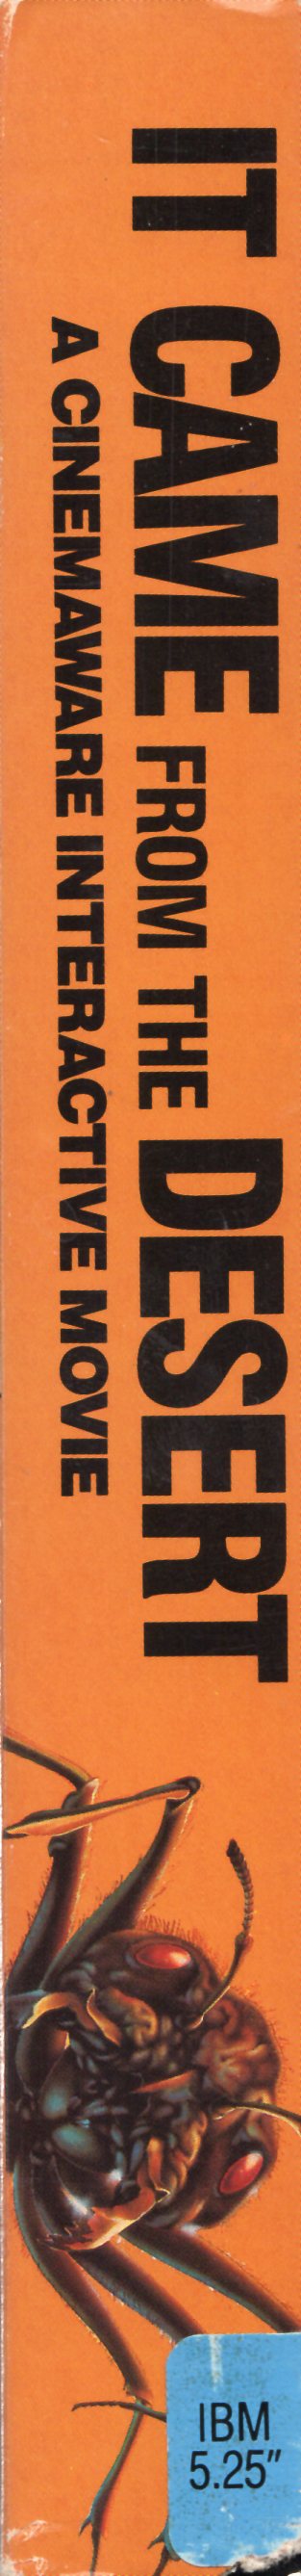 IT CAME FROM THE DESERT
A CINEMAWARE INTERACTIVE MOVIE
IBM
5.25"